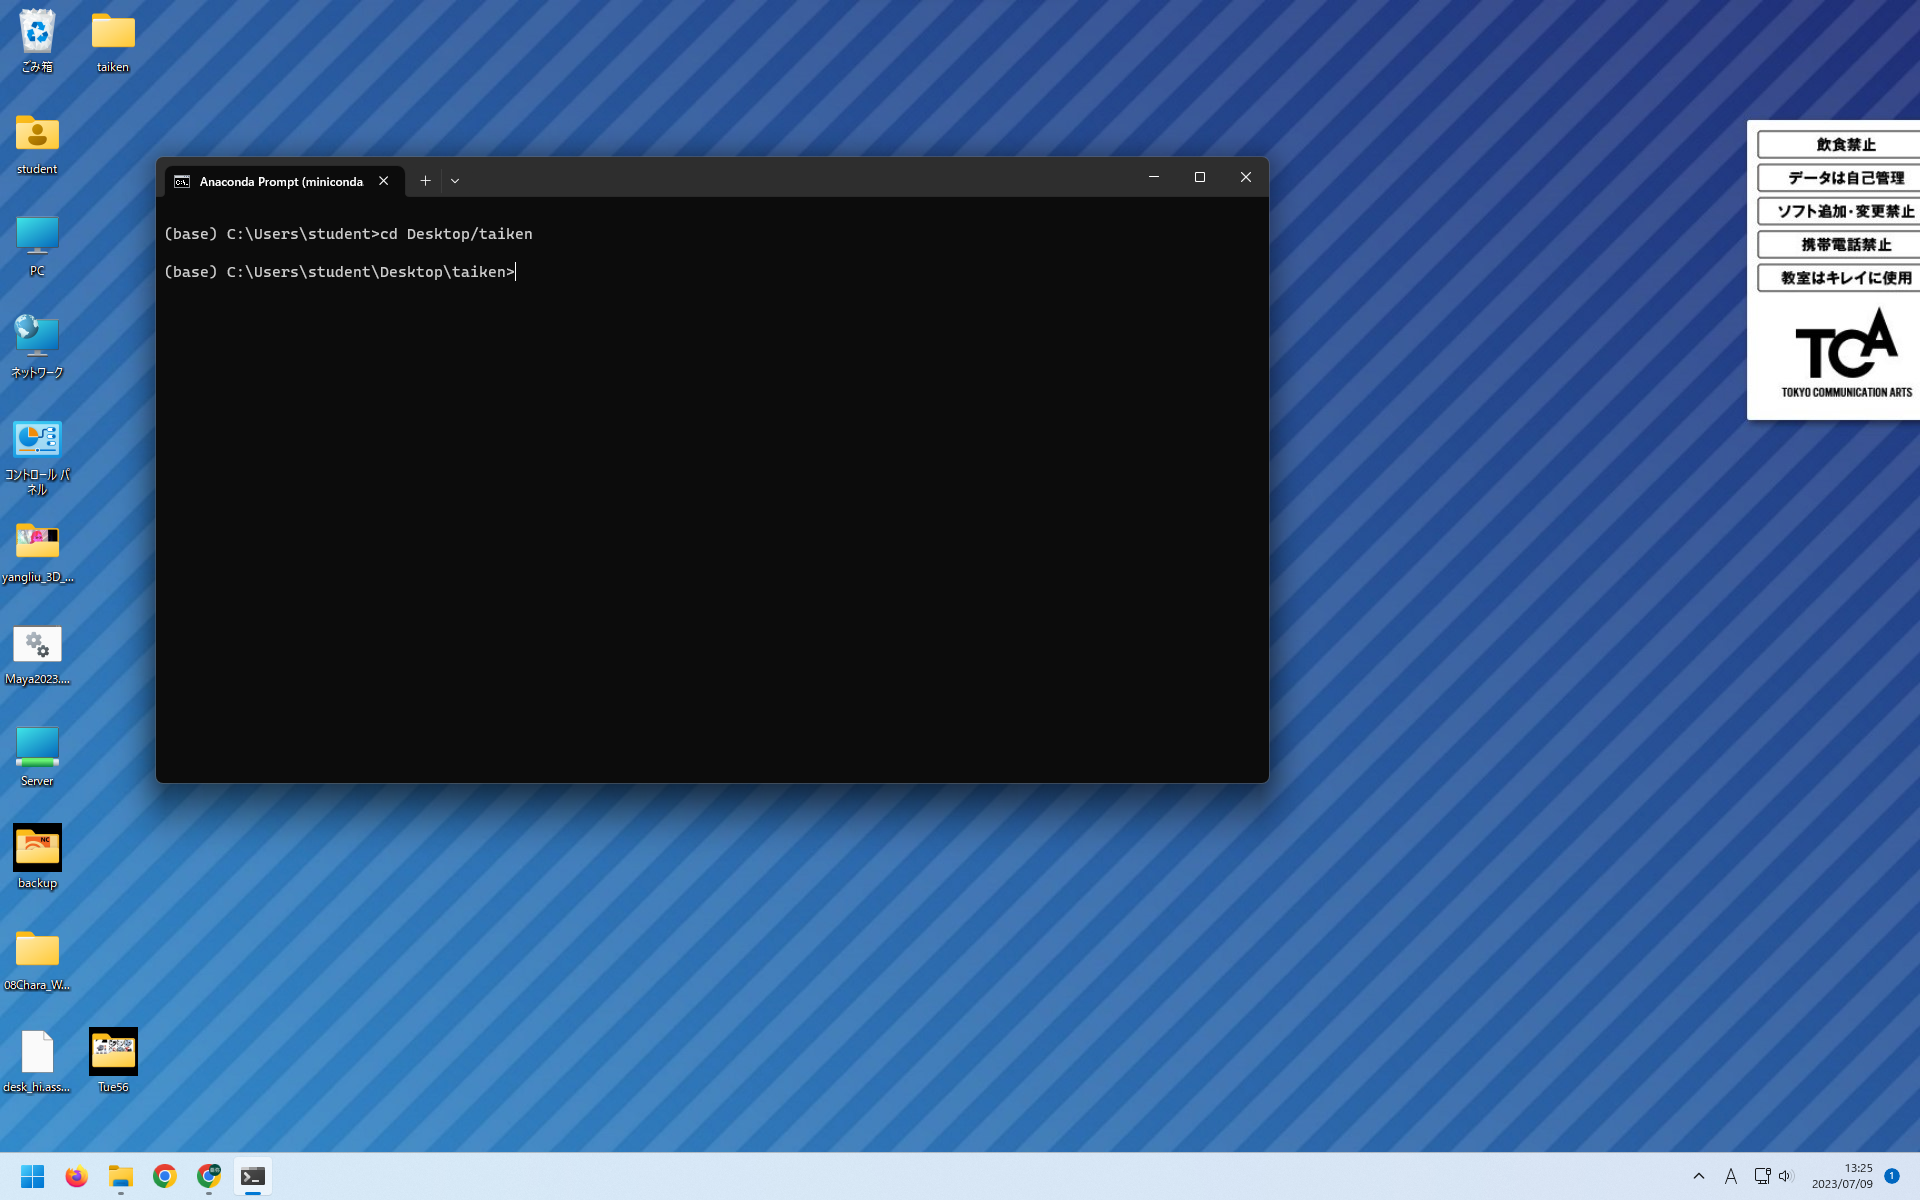 ごみ箱
taiken
student
PC
ネットワーク
コントロール パ
ネル
yangliu_3D_...
Maya2023....
Server
backup
08Chara_W...
desk_hi.ass...
Tue56
Anaconda Prompt (miniconda
(base) C:\Users\student>cd Desktop/taiken
(base) C:\Users\student\Desktop\taiken>
飲食禁止
データは自己管理
ソフト追加・変更禁止
携帯電話禁止
教室はキレイに使用
TCA
TOKYO COMMUNICATION ARTS
A
13:25
2023/07/09
1